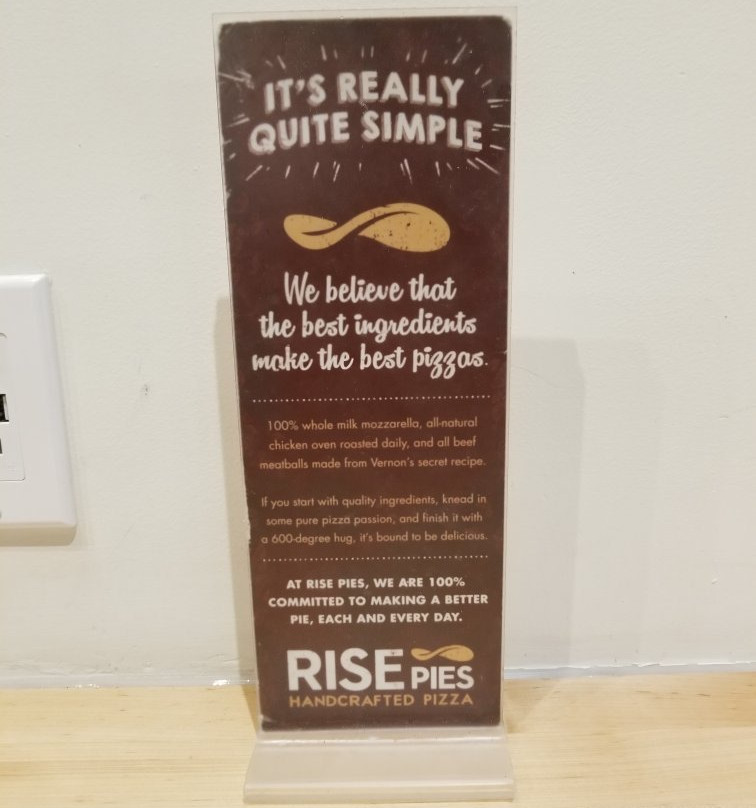 IT'S REALLY
QUITE SIMPLE
We believe that
the best ingredients
make the best pizzas.
100% whole milk mozzarella, all-natural
chicken oven roasted daily, and all beef
meatballs made from Vernon's secret recipe.
If you start with quality ingredients, knead in
some pure pizza passion, and finish it with
a 600-degree hug, it's bound to be delicious.
AT RISE PIES, WE ARE 100%
COMMITTED TO MAKING A BETTER
PIE, EACH AND EVERY DAY.
RISE PIES
HANDCRAFTED PIZZA